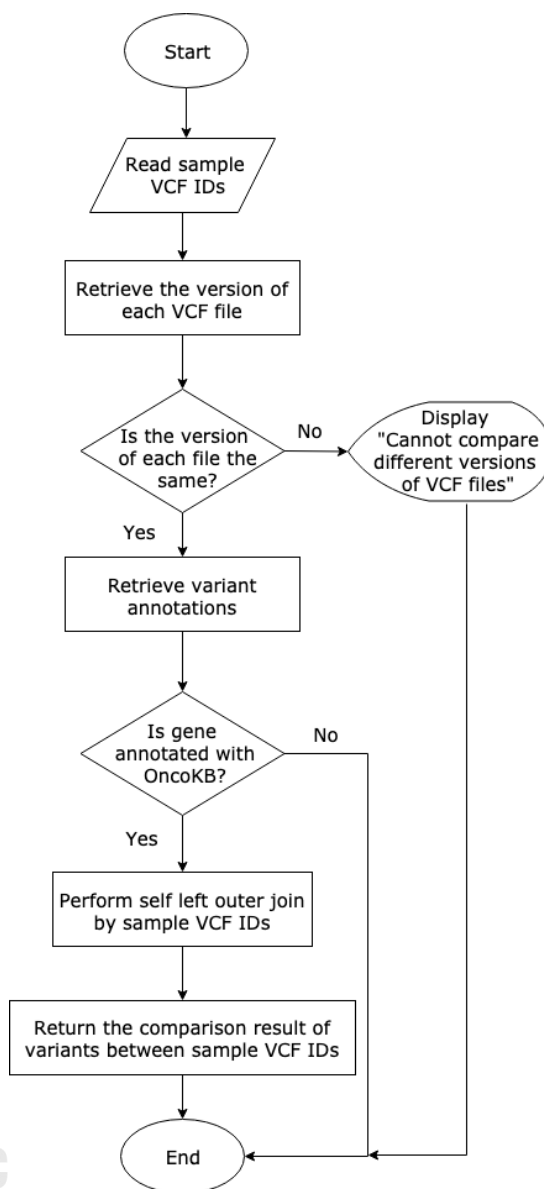 Start
Read sample
VCF IDs
Retrieve the version of
each VCF file
Is the version
of each file the
same?
No
Display
"Cannot compare
different versions
of VCF files"
Yes
Retrieve variant
annotations
Is gene
annotated with
OncoKB?
No
Yes
Perform self left outer join
by sample VCF IDs
Return the comparison result of
variants between sample VCF IDs
End